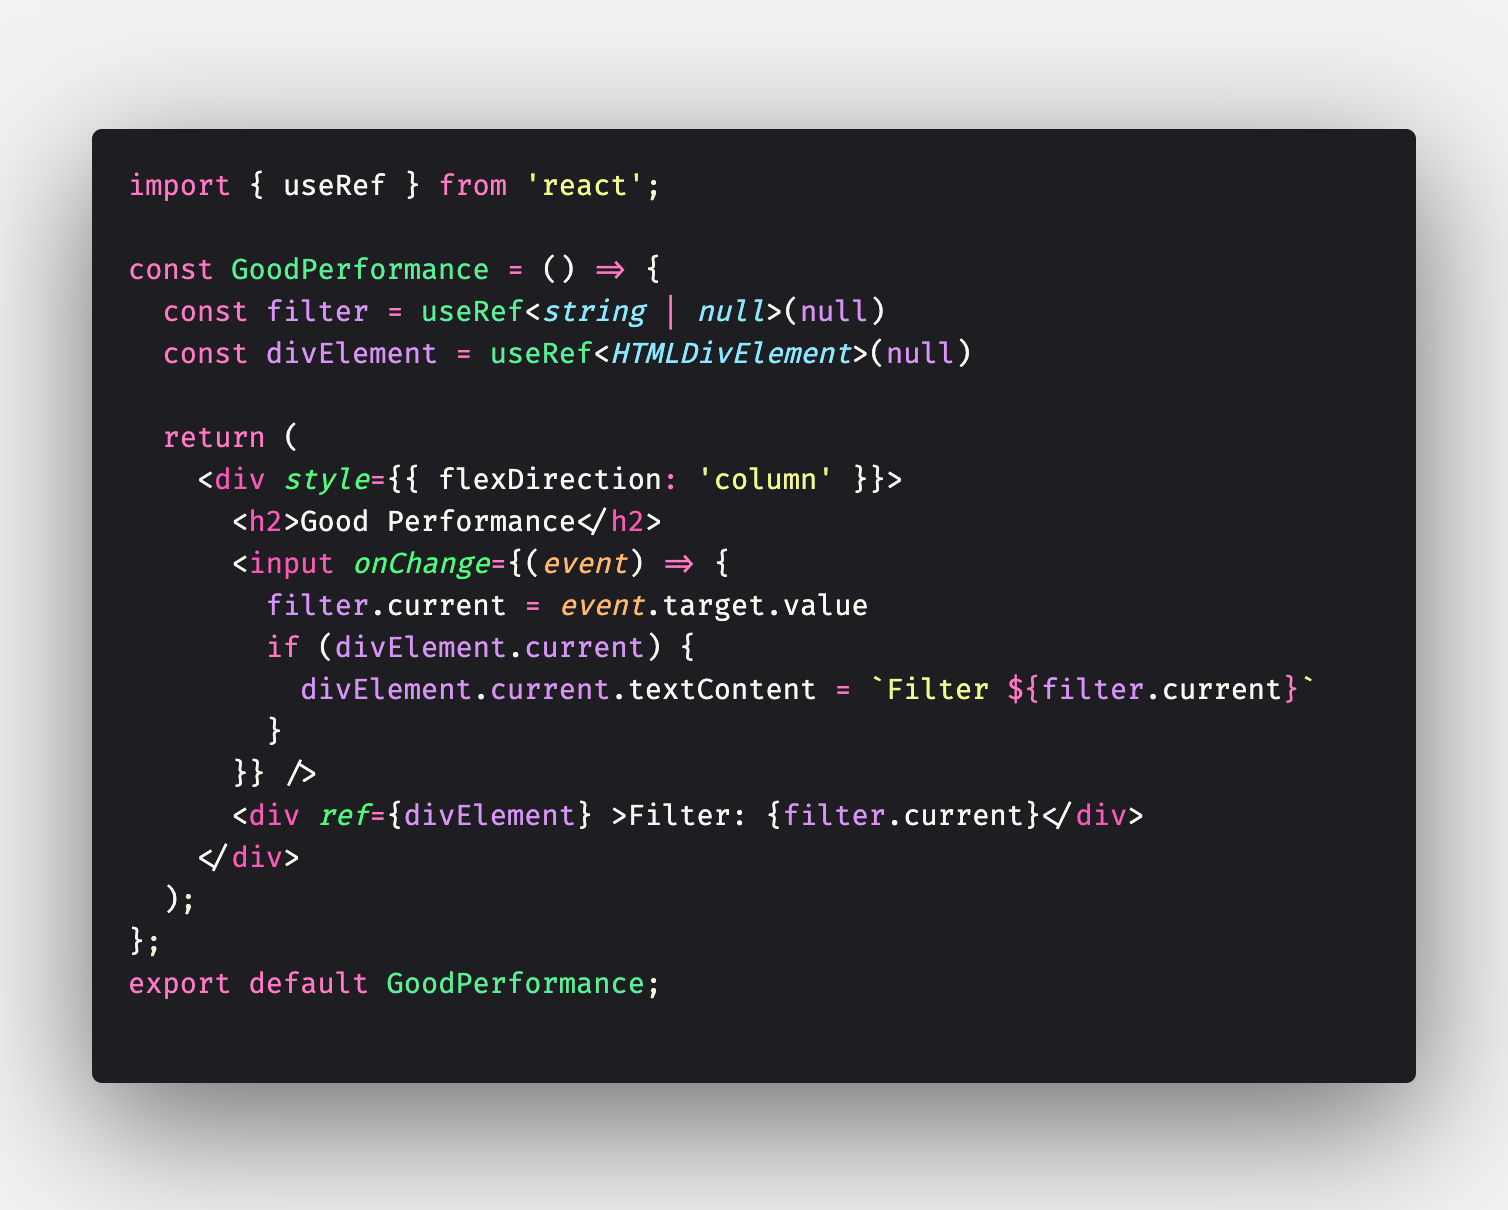 import { useRef } from 'react';
const GoodPerformance = () => {
const filter = useRef<string | null>(null)
const divElement = useRef<HTMLDivElement>(null)
return (
<div style={{ flexDirection: 'column' }}>
<h2>Good Performance</h2>
<input onChange={(event) => {
filter.current = event.target.value
if (divElement.current) {
divElement.current.textContent = `Filter ${filter.current}`
}
}} />
<div ref={divElement} >Filter: {filter.current}</div>
</div>
);
};
export default GoodPerformance;